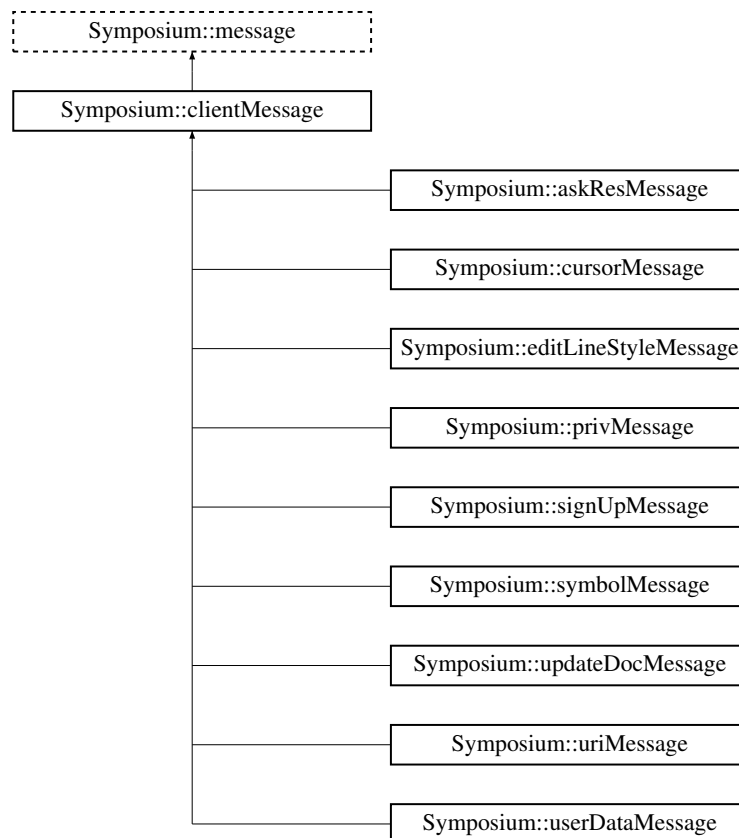 Symposium::message
Symposium::clientMessage
Symposium::askResMessage
Symposium::cursorMessage
Symposium::editLineStyleMessage
Symposium::privMessage
Symposium::signUpMessage
Symposium::symbolMessage
Symposium::updateDocMessage
Symposium::uriMessage
Symposium::userDataMessage